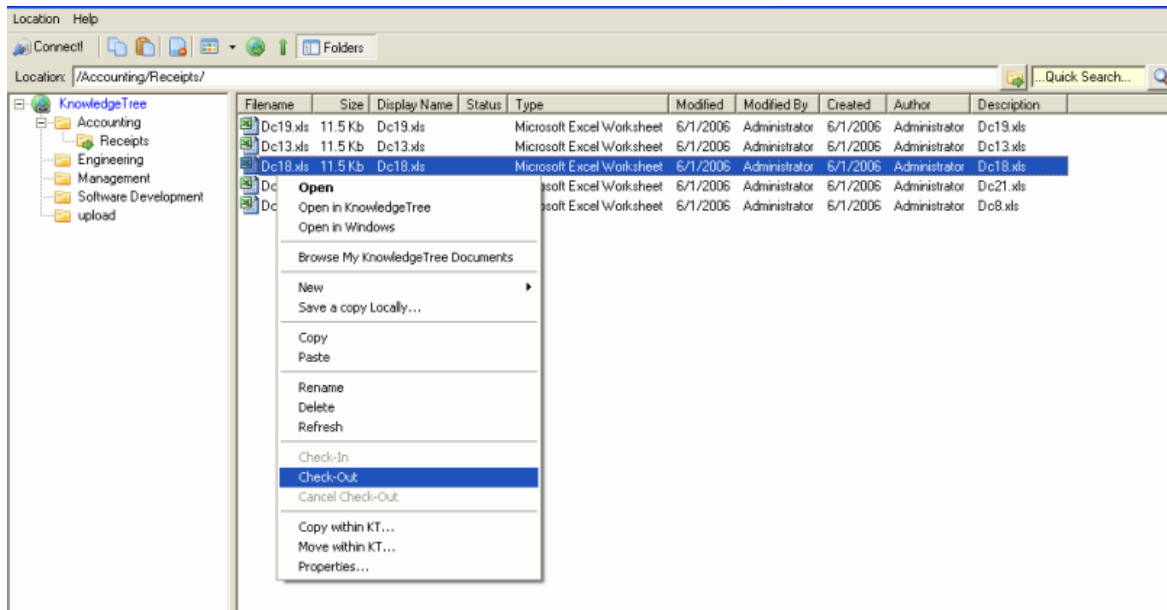 Location Help
Connect! Folders
Location: /Accounting/Receipts/ ...Quick Search...
KnowledgeTree
Accounting
Receipts
Engineering
Management
Software Development
upload
Filename Size Display Name Status Type Modified Modified By Created Author Description
Dc19.xls 11.5 Kb Dc19.xls Microsoft Excel Worksheet 6/1/2006 Administrator 6/1/2006 Administrator Dc19.xls
Dc13.xls 11.5 Kb Dc13.xls Microsoft Excel Worksheet 6/1/2006 Administrator 6/1/2006 Administrator Dc13.xls
Dc18.xls 11.5 Kb Dc18.xls Microsoft Excel Worksheet 6/1/2006 Administrator 6/1/2006 Administrator Dc18.xls
Dc osoft Excel Worksheet 6/1/2006 Administrator 6/1/2006 Administrator Dc21.xls
Dc osoft Excel Worksheet 6/1/2006 Administrator 6/1/2006 Administrator Dc8.xls
Open
Open in KnowledgeTree
Open in Windows
Browse My KnowledgeTree Documents
New
Save a copy Locally...
Copy
Paste
Rename
Delete
Refresh
Check-In
Check-Out
Cancel Check-Out
Copy within KT...
Move within KT...
Properties...